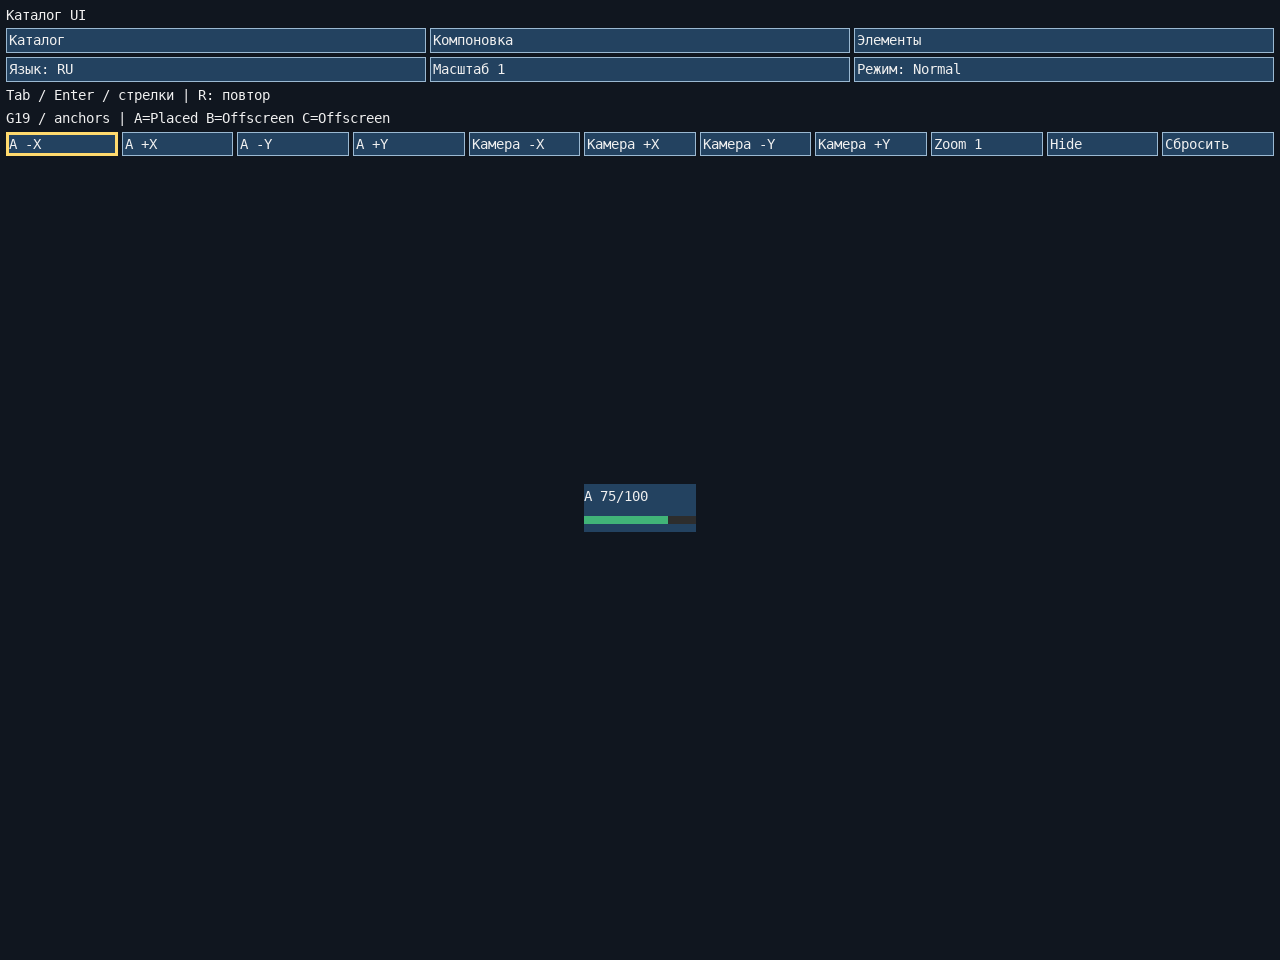 Каталог UI
Каталог Компоновка Элементы
Язык: RU Масштаб 1 Режим: Normal
Tab / Enter / стрелки | R: повтор
G19 / anchors | A=Placed B=Offscreen C=Offscreen
A -X A +X A -Y A +Y Камера -X Камера +X Камера -Y Камера +Y Zoom 1 Hide Сбросить
A 75/100